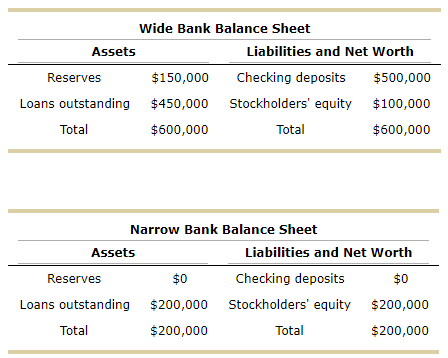 Wide Bank Balance Sheet
Assets Liabilities and Net Worth
Reserves $150,000 Checking deposits $500,000
Loans outstanding $450,000 Stockholders' equity $100,000
Total $600,000 Total $600,000
Narrow Bank Balance Sheet
Assets Liabilities and Net Worth
Reserves $0 Checking deposits $0
Loans outstanding $200,000 Stockholders' equity $200,000
Total $200,000 Total $200,000